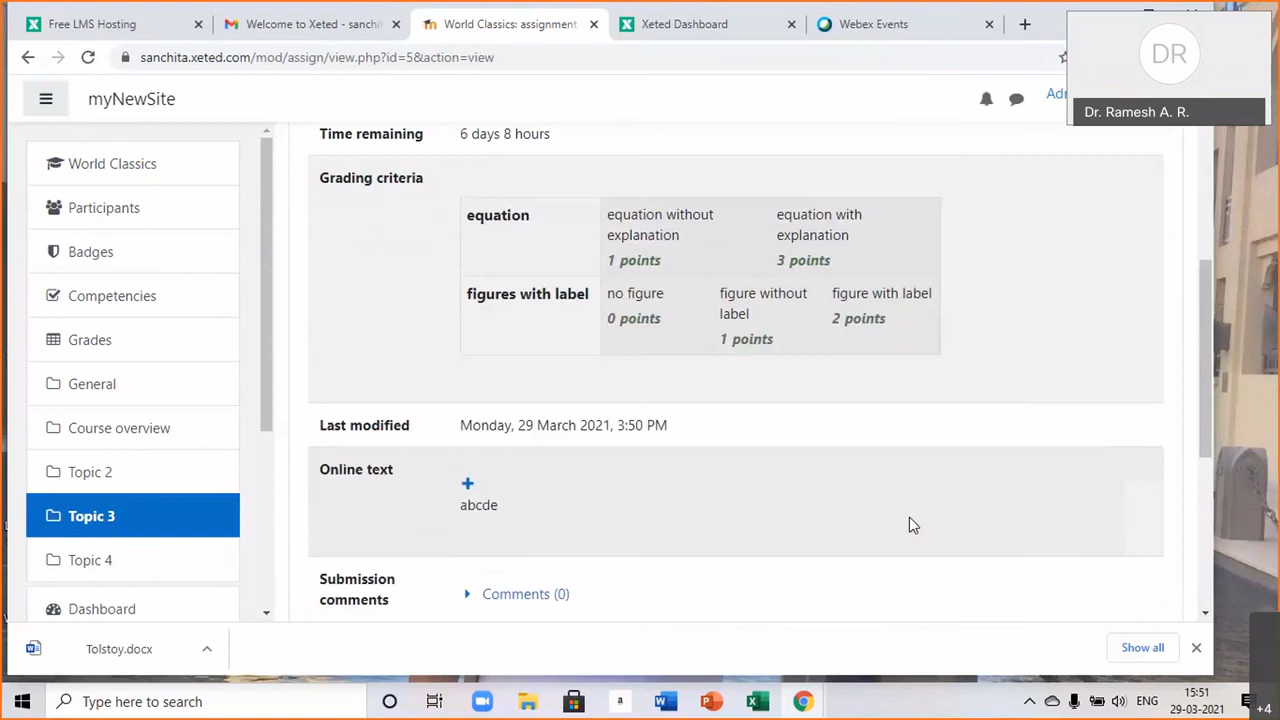 Free LMS Hosting
Welcome to Xeted - sanchit
World Classics: assignment
Xeted Dashboard
Webex Events
sanchita.xeted.com/mod/assign/view.php?id=5&action=view
DR
Dr. Ramesh A. R.
myNewSite
Adr
World Classics
Participants
Badges
Competencies
Grades
General
Course overview
Topic 2
Topic 3
Topic 4
Dashboard
Time remaining
6 days 8 hours
Grading criteria
equation
equation without
explanation
1 points
equation with
explanation
3 points
figures with label
no figure
0 points
figure without
label
1 points
figure with label
2 points
Last modified
Monday, 29 March 2021, 3:50 PM
Online text
abcde
Submission
comments
Comments (0)
Tolstoy.docx
Show all
Type here to search
a
ENG
15:51
29-03-2021
+4